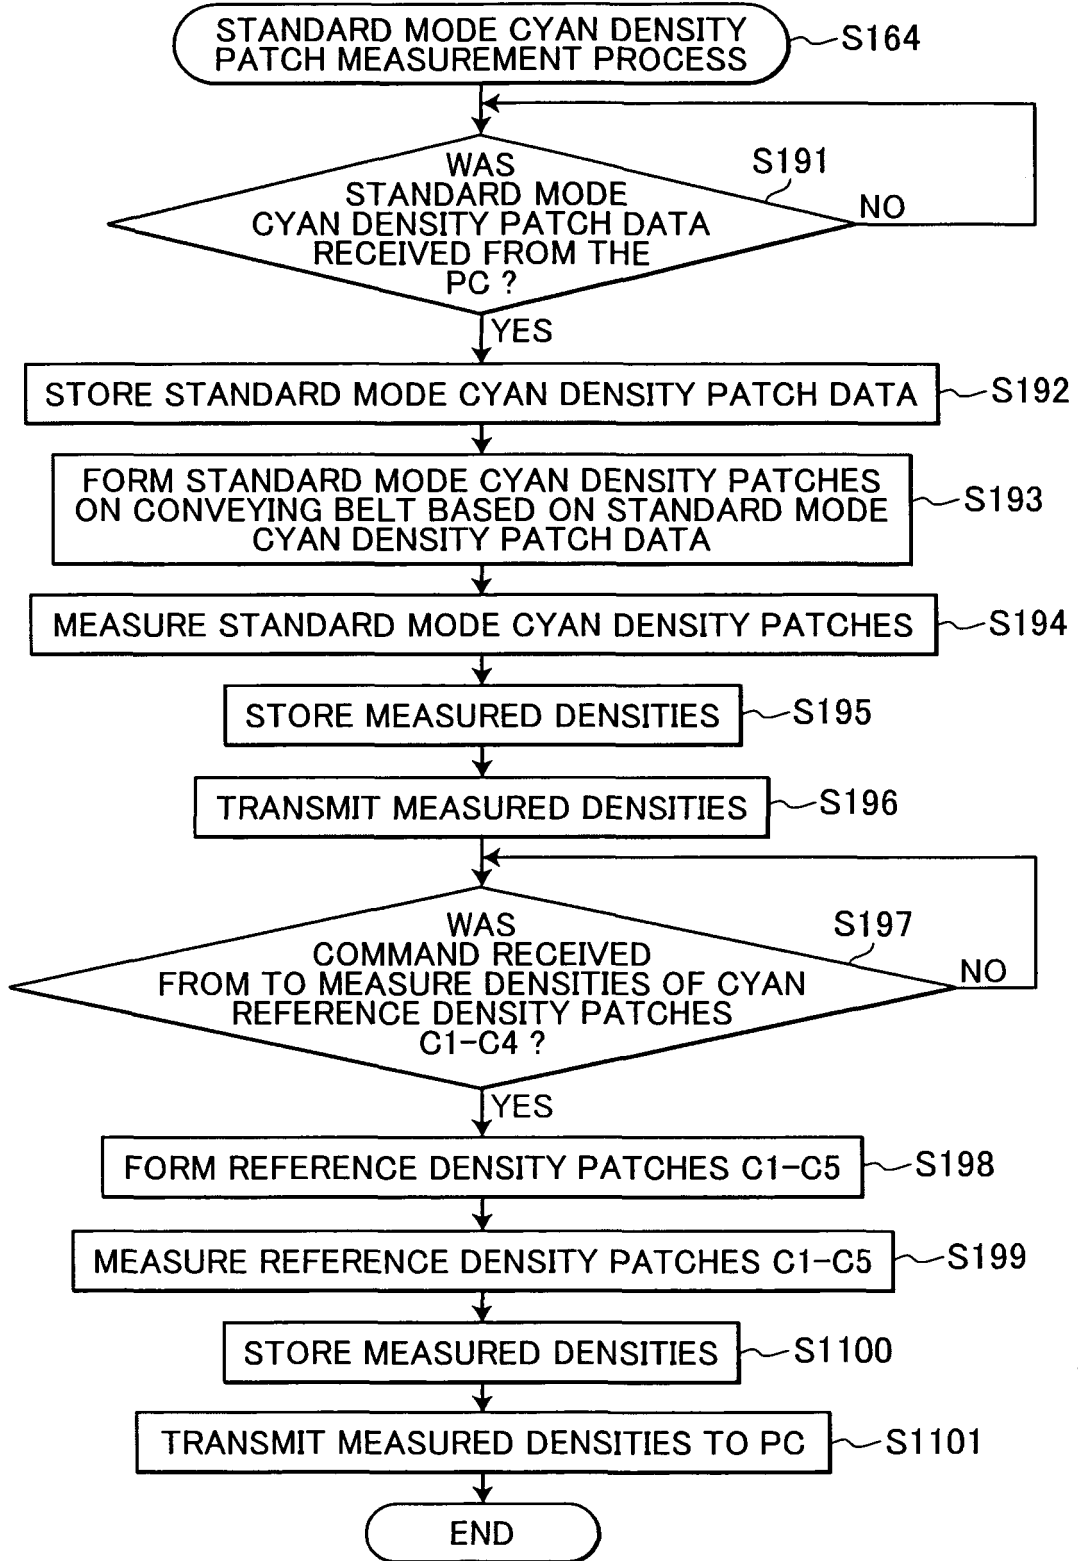 STANDARD MODE CYAN DENSITY
PATCH MEASUREMENT PROCESS
S164
WAS
STANDARD MODE
CYAN DENSITY PATCH DATA
RECEIVED FROM THE
PC ?
S191
NO
YES
STORE STANDARD MODE CYAN DENSITY PATCH DATA
S192
FORM STANDARD MODE CYAN DENSITY PATCHES
ON CONVEYING BELT BASED ON STANDARD MODE
CYAN DENSITY PATCH DATA
S193
MEASURE STANDARD MODE CYAN DENSITY PATCHES
S194
STORE MEASURED DENSITIES
S195
TRANSMIT MEASURED DENSITIES
S196
WAS
COMMAND RECEIVED
FROM TO MEASURE DENSITIES OF CYAN
REFERENCE DENSITY PATCHES
C1-C4 ?
S197
NO
YES
FORM REFERENCE DENSITY PATCHES C1-C5
S198
MEASURE REFERENCE DENSITY PATCHES C1-C5
S199
STORE MEASURED DENSITIES
S1100
TRANSMIT MEASURED DENSITIES TO PC
S1101
END